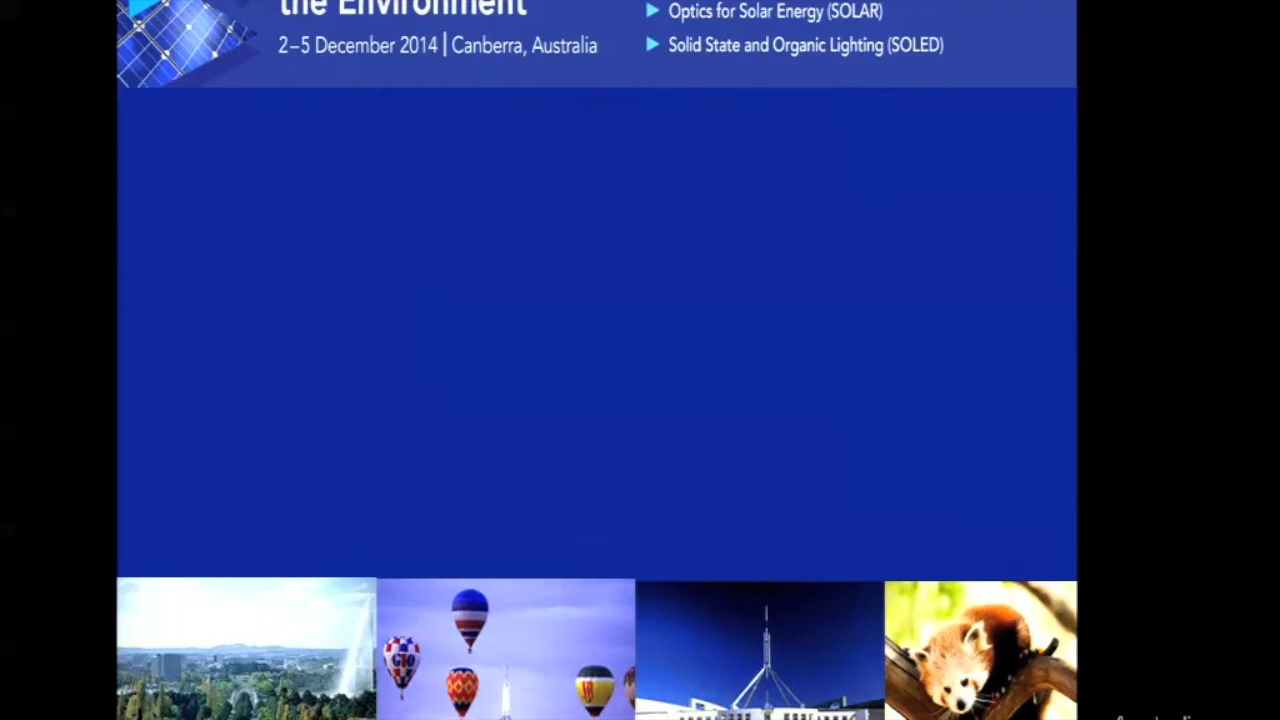 the Environment
2–5 December 2014 | Canberra, Australia
▶ Optics for Solar Energy (SOLAR)
▶ Solid State and Organic Lighting (SOLED)
GIO